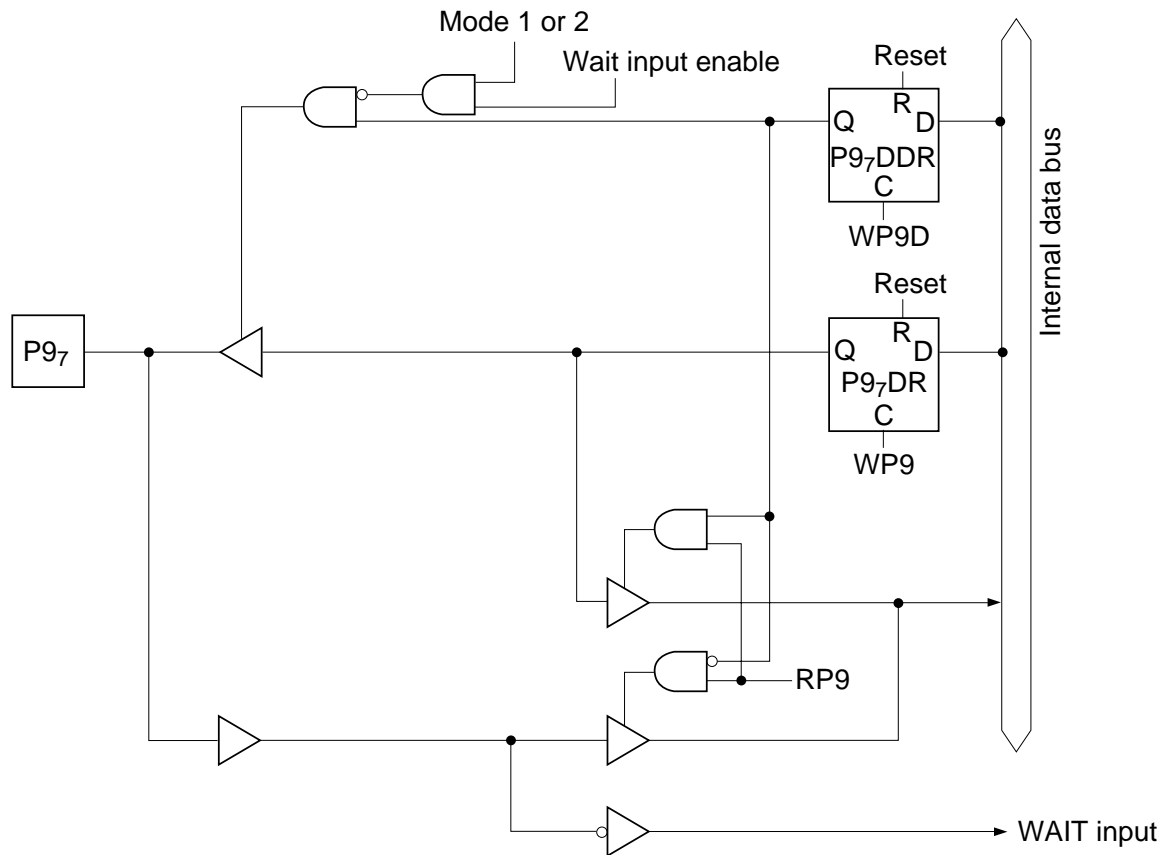 Mode 1 or 2
Wait input enable
Reset
R
Q
D
P9₇DDR
C
WP9D
Internal data bus
Reset
R
Q
D
P9₇DR
C
WP9
P9₇
RP9
WAIT input